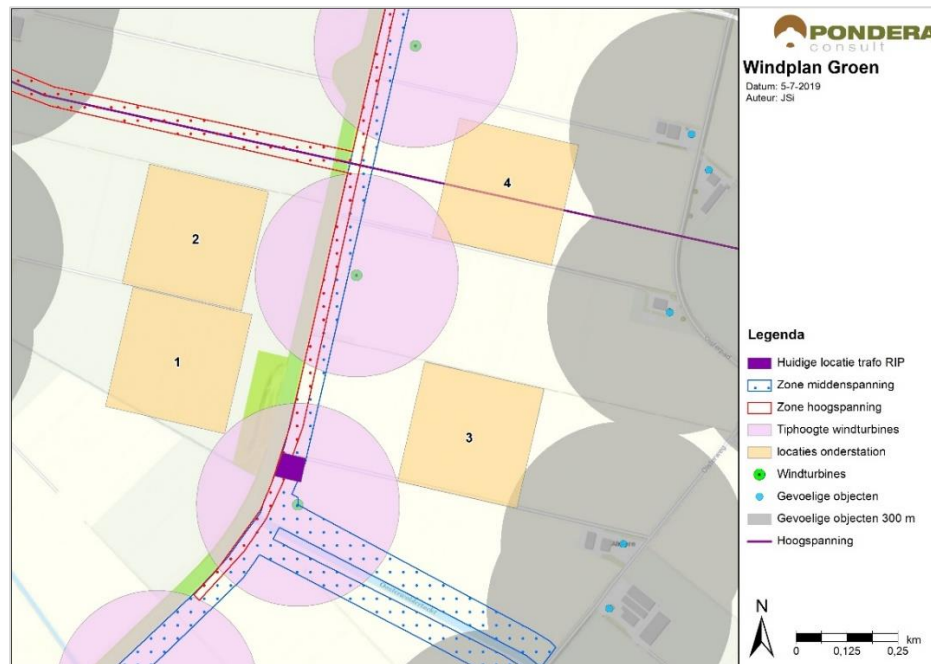 PONDERA
consult
Windplan Groen
Datum: 5-7-2019
Auteur: JSi
4
2
1
3
Legenda
Huidige locatie trafo RIP
Zone middenspanning
Zone hoogspanning
Tiphoogte windturbines
locaties onderstation
Windturbines
Gevoelige objecten
Gevoelige objecten 300 m
Hoogspanning
N
km
0 0,125 0,25